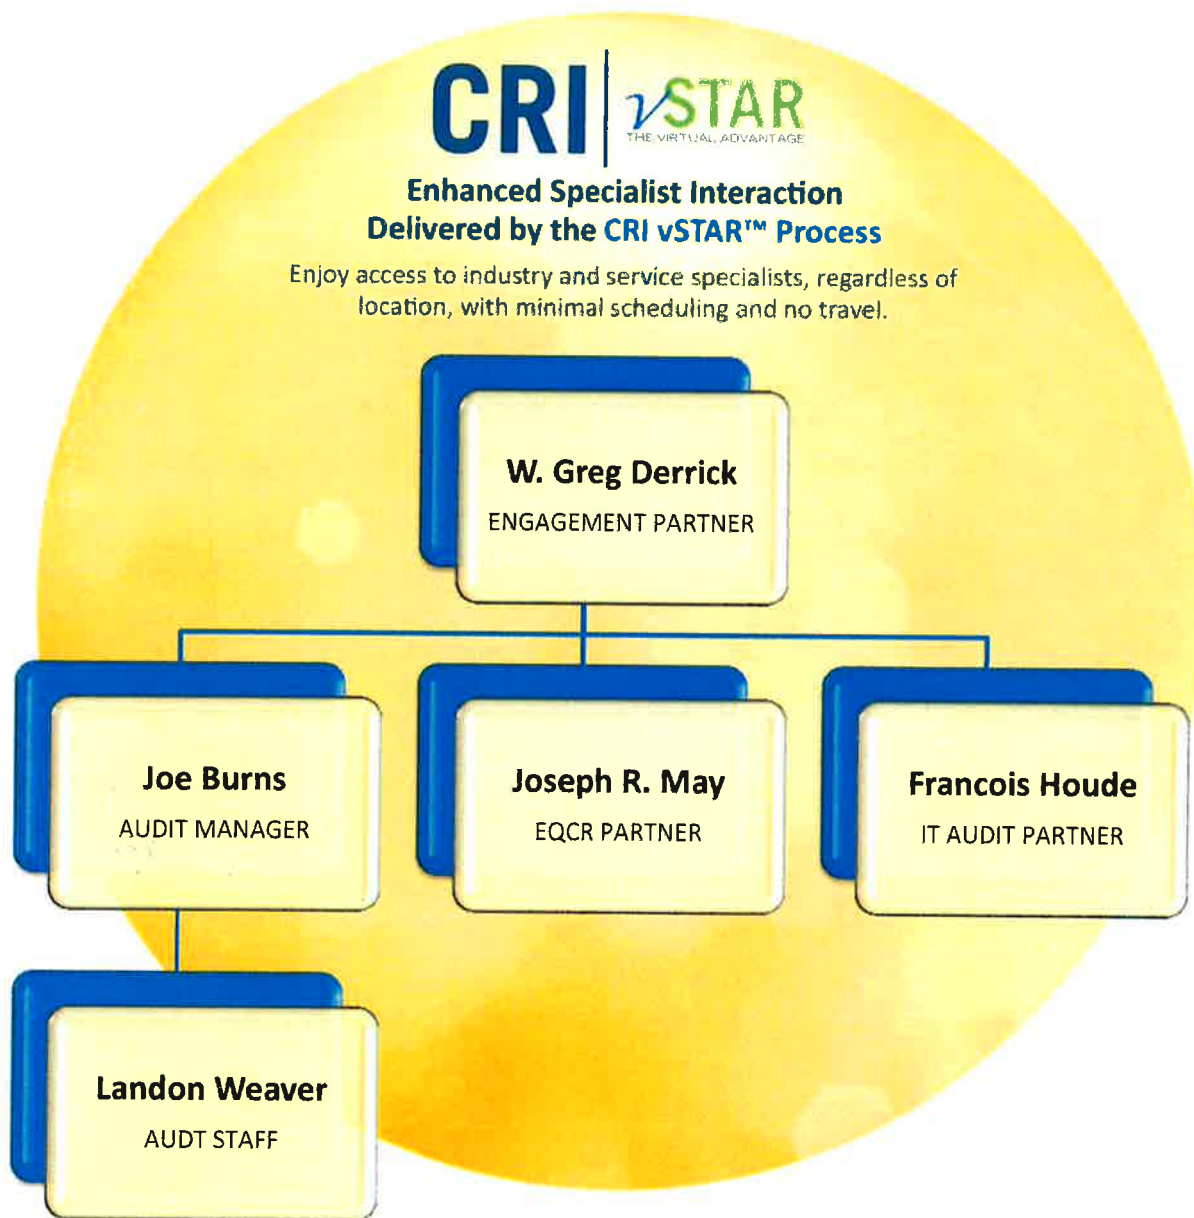 CRI vSTAR
THE VIRTUAL ADVANTAGE
Enhanced Specialist Interaction
Delivered by the CRI vSTAR™ Process
Enjoy access to industry and service specialists, regardless of
location, with minimal scheduling and no travel.
W. Greg Derrick
ENGAGEMENT PARTNER
Joe Burns
AUDIT MANAGER
Joseph R. May
EQCR PARTNER
Francois Houde
IT AUDIT PARTNER
Landon Weaver
AUDT STAFF